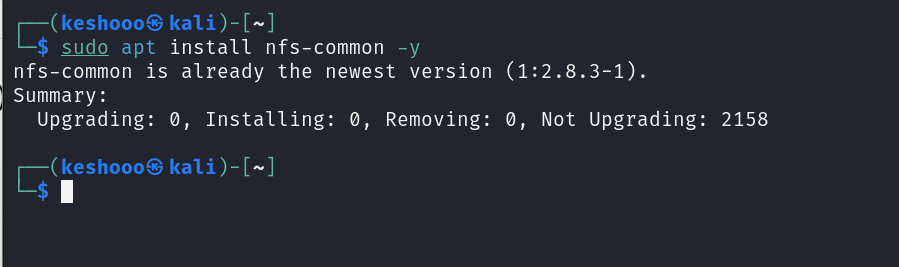 ┌──(keshooo㉿kali)-[~]
└─$ sudo apt install nfs-common -y
nfs-common is already the newest version (1:2.8.3-1).
Summary:
  Upgrading: 0, Installing: 0, Removing: 0, Not Upgrading: 2158
┌──(keshooo㉿kali)-[~]
└─$